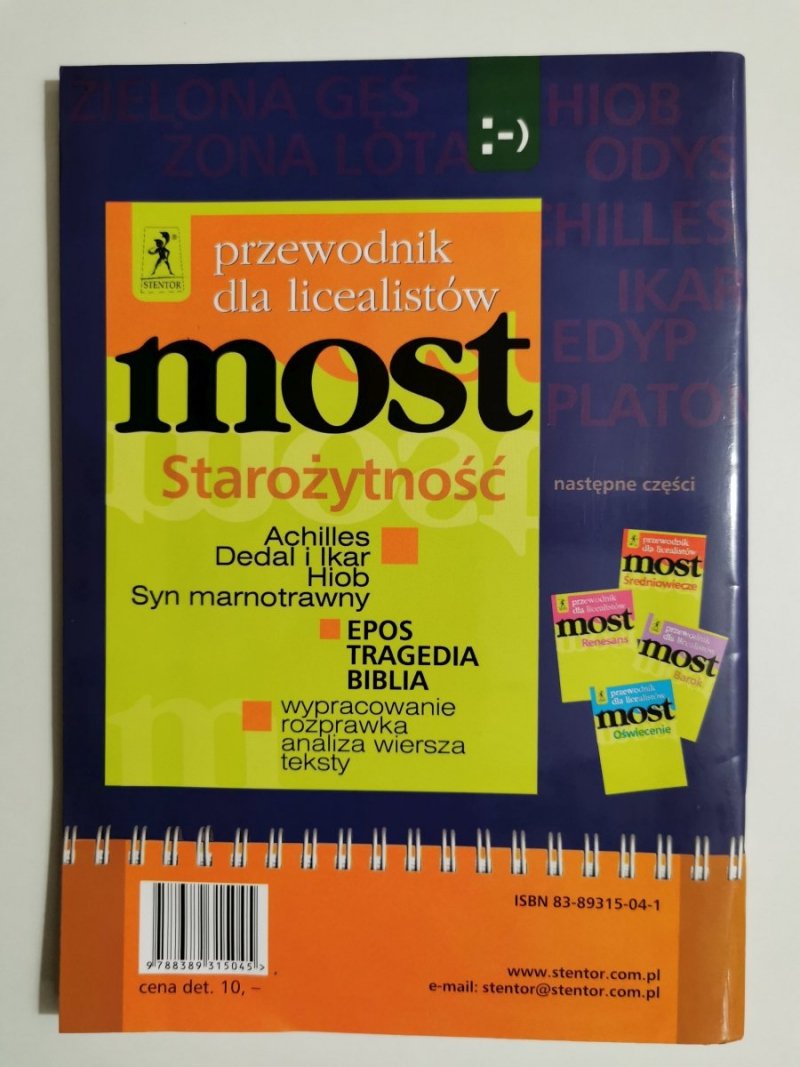 ZIELONA GĘŚ
HIOB
ŻONA LOTA
ODYS
:-)
CHILLES
IKAR
EDYP
PLATON
STENTOR
przewodnik
dla licealistów
most
Starożytność
Achilles
Dedal i Ikar
Hiob
Syn marnotrawny
EPOS
TRAGEDIA
BIBLIA
wypracowanie
rozprawka
analiza wiersza
teksty
następne części
przewodnik
dla licealistów
most
Średniowiecze
przewodnik
dla licealistów
most
Renesans
przewodnik
dla licealistów
most
Barok
przewodnik
dla licealistów
most
Oświecenie
ISBN 83-89315-04-1
9 788389 315045 >
cena det. 10, –
www.stentor.com.pl
e-mail: stentor@stentor.com.pl